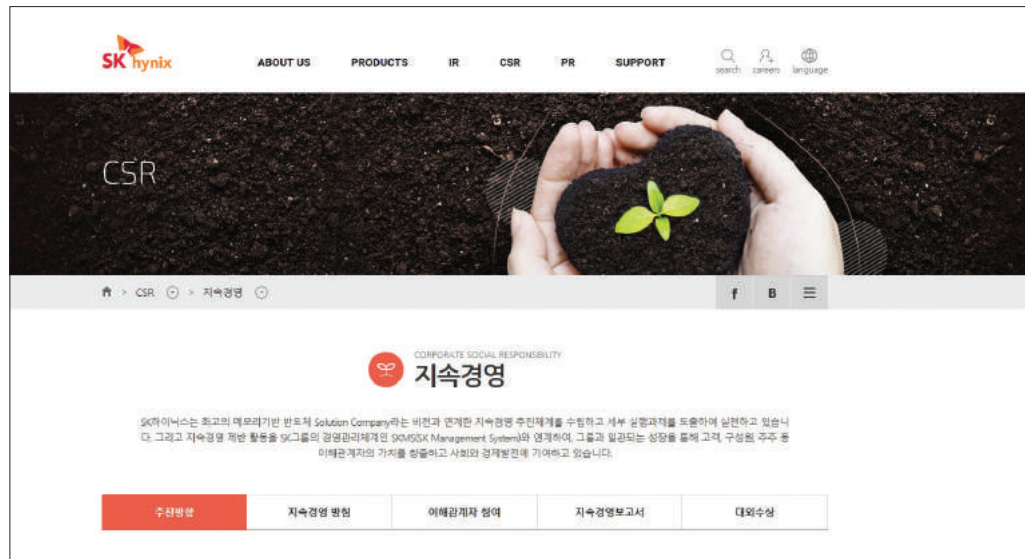 SK hynix
ABOUT US PRODUCTS IR CSR PR SUPPORT
search careers language
CSR
> CSR > 지속경영
f B
CORPORATE SOCIAL RESPONSIBILITY
지속경영
SK하이닉스는 최고의 메모리기반 반도체 Solution Company라는 비전과 연계한 지속경영 추진체계를 수립하고 세부 실행과제를 도출하여 실천하고 있습니
다. 그리고 지속경영 제반 활동을 SK그룹의 경영관리체계인 SKMS(SK Management System)와 연계하여, 그룹과 일관되는 성장을 통해 고객, 구성원, 주주 등
이해관계자의 가치를 창출하고 사회와 경제발전에 기여하고 있습니다.
추진방향 지속경영 방침 이해관계자 참여 지속경영보고서 대외수상